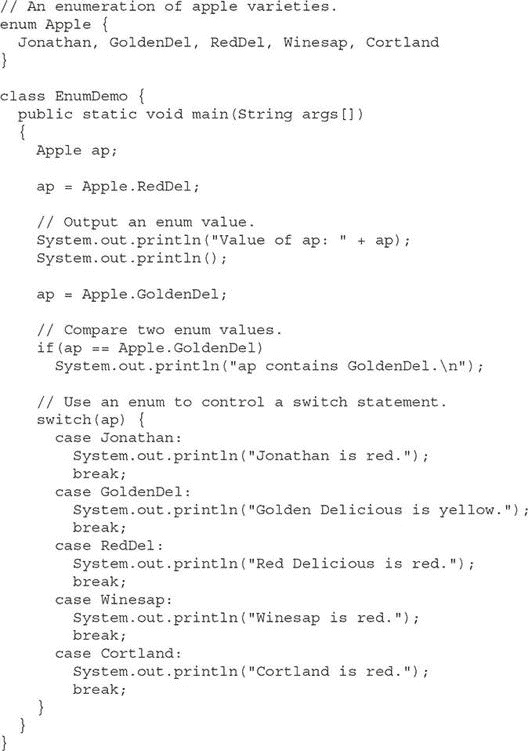 // An enumeration of apple varieties.
enum Apple {
  Jonathan, GoldenDel, RedDel, Winesap, Cortland
}

class EnumDemo {
  public static void main(String args[])
  {
    Apple ap;

    ap = Apple.RedDel;

    // Output an enum value.
    System.out.println("Value of ap: " + ap);
    System.out.println();

    ap = Apple.GoldenDel;

    // Compare two enum values.
    if(ap == Apple.GoldenDel)
      System.out.println("ap contains GoldenDel.\n");

    // Use an enum to control a switch statement.
    switch(ap) {
      case Jonathan:
        System.out.println("Jonathan is red.");
        break;
      case GoldenDel:
        System.out.println("Golden Delicious is yellow.");
        break;
      case RedDel:
        System.out.println("Red Delicious is red.");
        break;
      case Winesap:
        System.out.println("Winesap is red.");
        break;
      case Cortland:
        System.out.println("Cortland is red.");
        break;
    }
  }
}